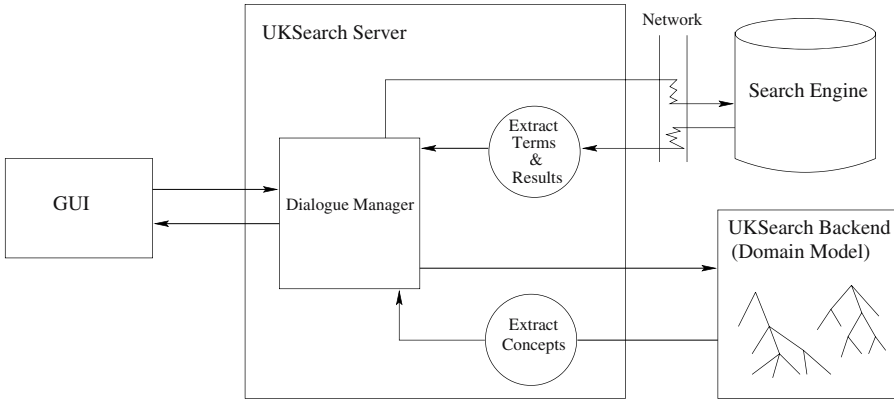 UKSearch Server
Network
Search Engine
Extract
Terms
&
Results
GUI
Dialogue Manager
UKSearch Backend
(Domain Model)
Extract
Concepts